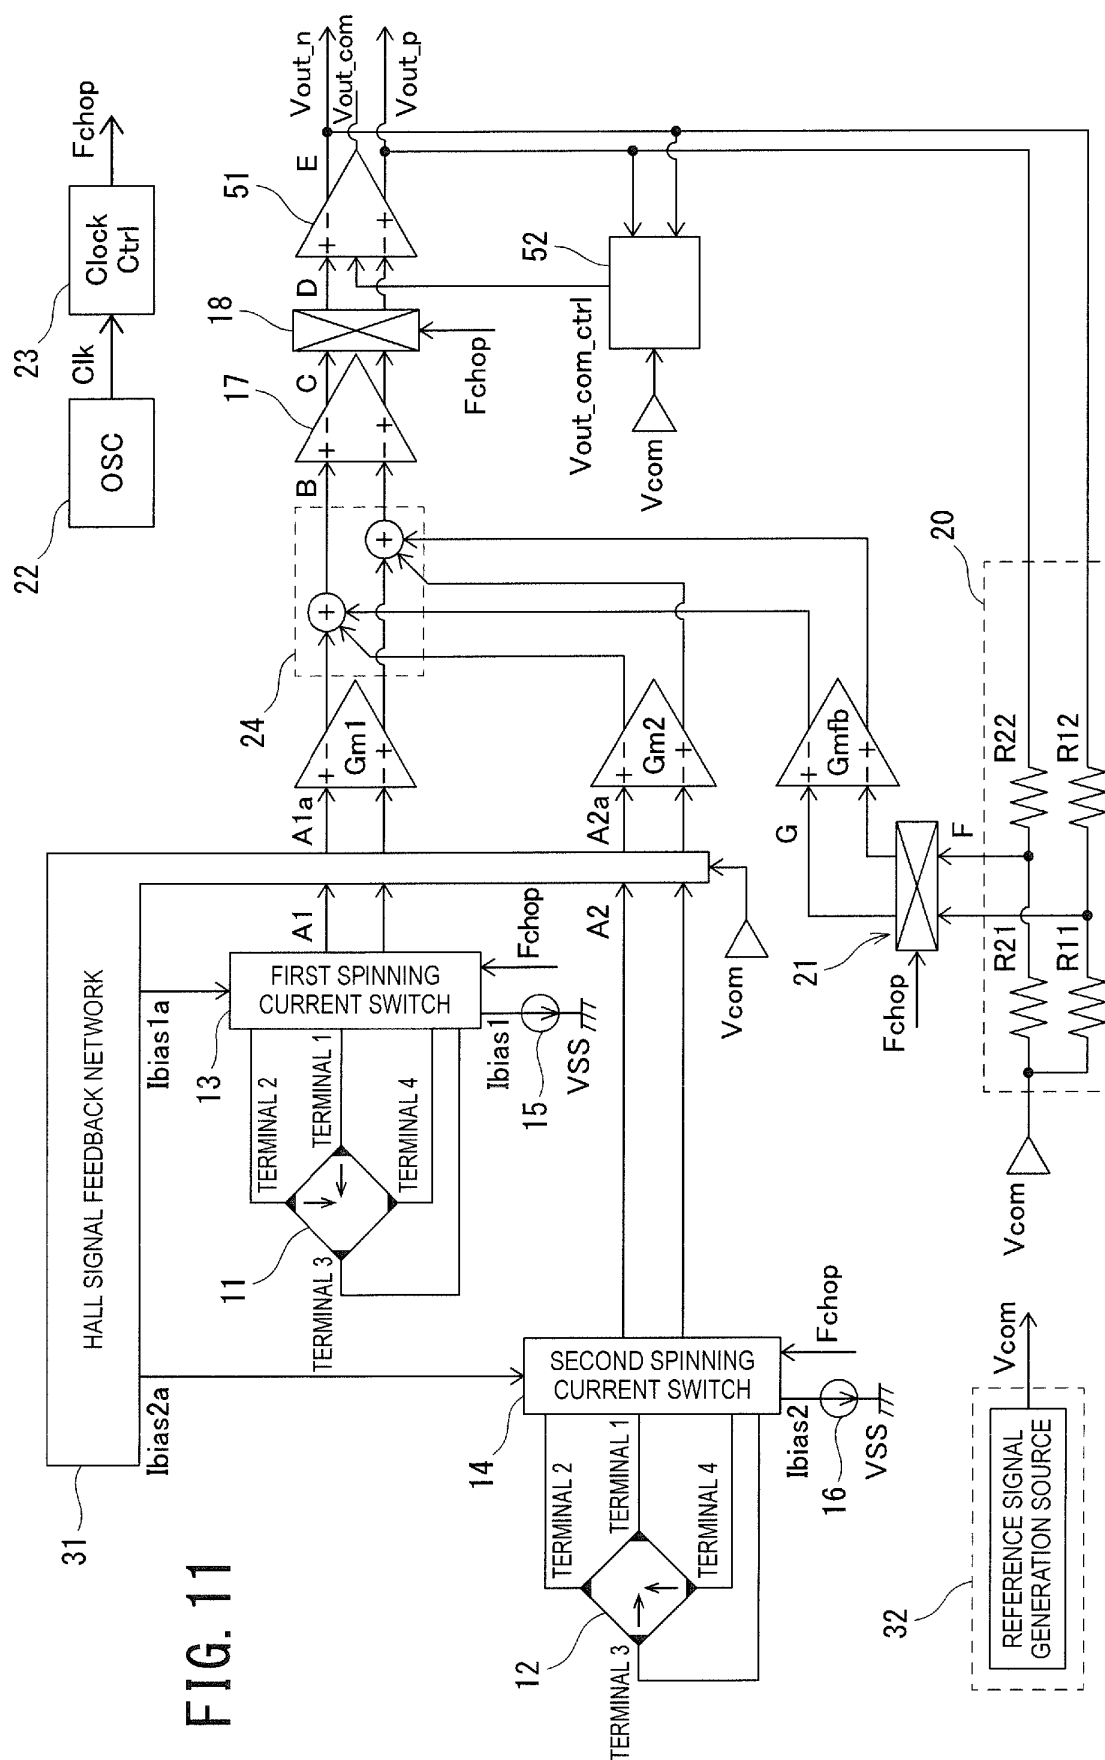 FIG. 11
22
OSC
Clk
23
Clock
Ctrl
Fchop
31
HALL SIGNAL FEEDBACK NETWORK
Ibias2a
Ibias1a
A1
A1a
Gm1
24
+
+
B
17
C
18
D
51
E
Vout_n
Vout_com
Vout_p
Fchop
52
Vout_com_ctrl
Vcom
11
TERMINAL 3
TERMINAL 2
TERMINAL 1
TERMINAL 4
13
FIRST SPINNING
CURRENT SWITCH
Fchop
Ibias1
15
VSS
12
TERMINAL 3
TERMINAL 2
TERMINAL 1
TERMINAL 4
14
SECOND SPINNING
CURRENT SWITCH
Fchop
Ibias2
16
VSS
A2
A2a
Gm2
Vcom
G
Gmfb
21
Fchop
F
20
R21
R22
R11
R12
Vcom
32
REFERENCE SIGNAL
GENERATION SOURCE
Vcom